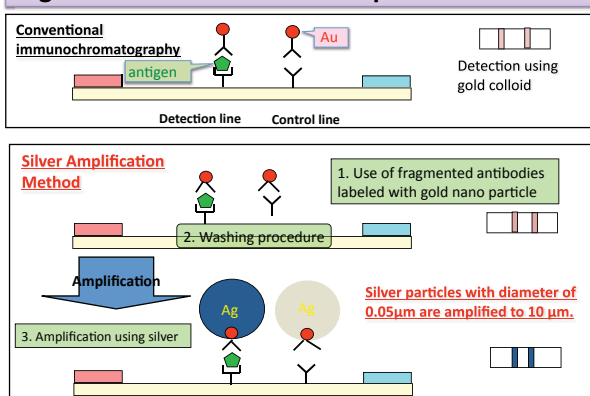 Conventional
immunochromatography
Au
antigen
Detection using
gold colloid
Detection line
Control line
Silver Amplification
Method
1. Use of fragmented antibodies
labeled with gold nano particle
2. Washing procedure
Amplification
Ag
Ag
Silver particles with diameter of
0.05μm are amplified to 10 μm.
3. Amplification using silver